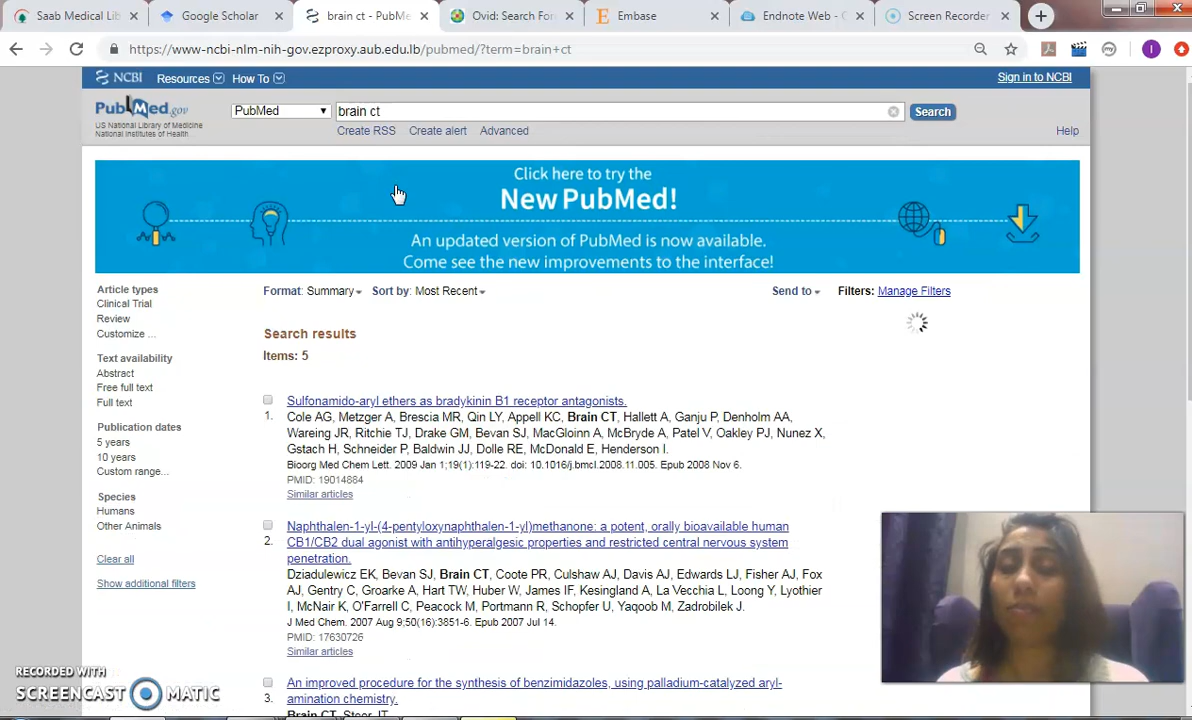 Saab Medical Lib
Google Scholar
brain ct - PubMe
Ovid: Search For
Embase
Endnote Web - C
Screen Recorder
https://www-ncbi-nlm-nih-gov.ezproxy.aub.edu.lb/pubmed/?term=brain+ct
NCBI Resources How To
Sign in to NCBI
PubMed.gov
US National Library of Medicine
National Institutes of Health
PubMed
brain ct
Search
Create RSS Create alert Advanced
Help
Click here to try the
New PubMed!
An updated version of PubMed is now available.
Come see the new improvements to the interface!
Article types
Clinical Trial
Review
Customize ...
Text availability
Abstract
Free full text
Full text
Publication dates
5 years
10 years
Custom range...
Species
Humans
Other Animals
Clear all
Show additional filters
Format: Summary Sort by: Most Recent
Send to
Filters: Manage Filters
Search results
Items: 5
Sulfonamido-aryl ethers as bradykinin B1 receptor antagonists.
1. Cole AG, Metzger A, Brescia MR, Qin LY, Appell KC, Brain CT, Hallett A, Ganju P, Denholm AA,
Wareing JR, Ritchie TJ, Drake GM, Bevan SJ, MacGloinn A, McBryde A, Patel V, Oakley PJ, Nunez X,
Gstach H, Schneider P, Baldwin JJ, Dolle RE, McDonald E, Henderson I.
Bioorg Med Chem Lett. 2009 Jan 1;19(1):119-22. doi: 10.1016/j.bmcl.2008.11.005. Epub 2008 Nov 6.
PMID: 19014884
Similar articles
Naphthalen-1-yl-(4-pentyloxynaphthalen-1-yl)methanone: a potent, orally bioavailable human
2. CB1/CB2 dual agonist with antihyperalgesic properties and restricted central nervous system
penetration.
Dziadulewicz EK, Bevan SJ, Brain CT, Coote PR, Culshaw AJ, Davis AJ, Edwards LJ, Fisher AJ, Fox
AJ, Gentry C, Groarke A, Hart TW, Huber W, James IF, Kesingland A, La Vecchia L, Loong Y, Lyothier
I, McNair K, O'Farrell C, Peacock M, Portmann R, Schopfer U, Yaqoob M, Zadrobilek J.
J Med Chem. 2007 Aug 9;50(16):3851-6. Epub 2007 Jul 14.
PMID: 17630726
Similar articles
An improved procedure for the synthesis of benzimidazoles, using palladium-catalyzed aryl-
3. amination chemistry.
Brain CT, Steer JT.
RECORDED WITH
SCREENCAST MATIC